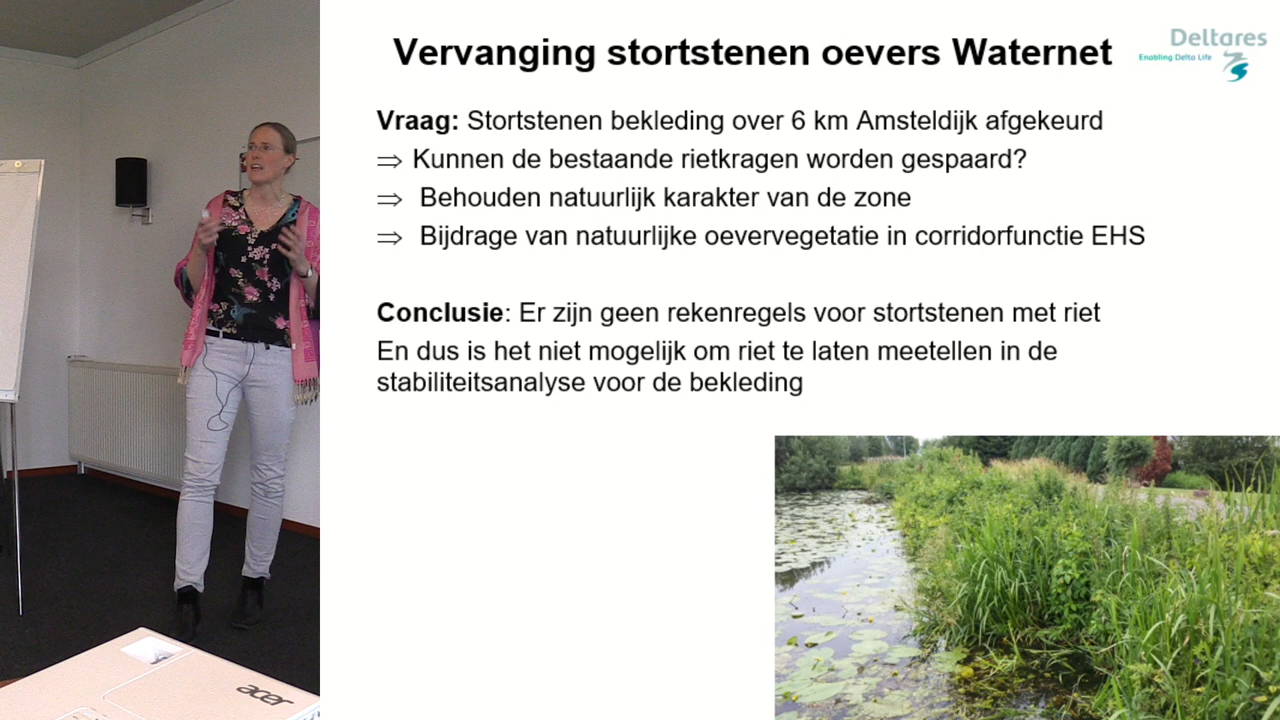 Vervanging stortstenen oevers Waternet
Deltares
Enabling Delta Life
Vraag: Stortstenen bekleding over 6 km Amsteldijk afgekeurd
⇒ Kunnen de bestaande rietkragen worden gespaard?
⇒ Behouden natuurlijk karakter van de zone
⇒ Bijdrage van natuurlijke oevervegetatie in corridorfunctie EHS
Conclusie: Er zijn geen rekenregels voor stortstenen met riet
En dus is het niet mogelijk om riet te laten meetellen in de
stabiliteitsanalyse voor de bekleding
acer